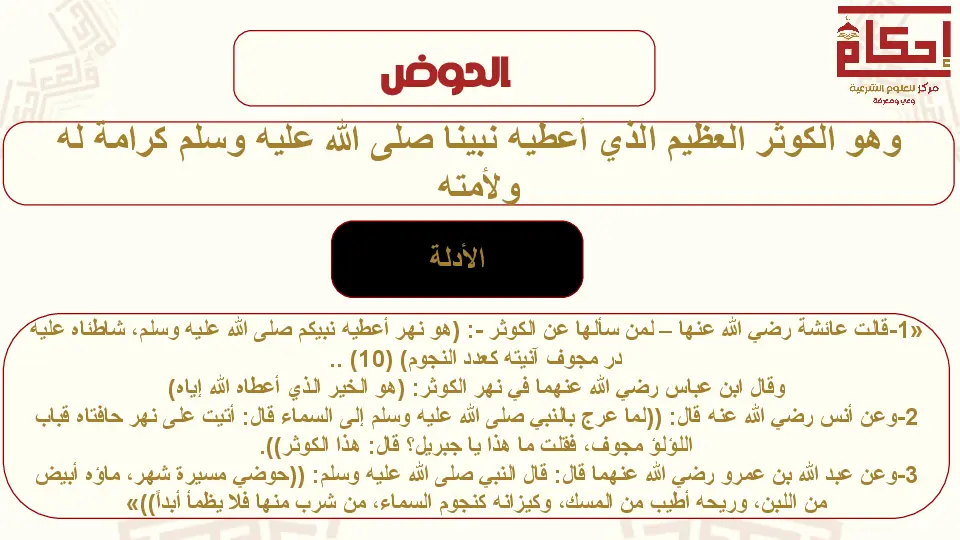 إحكام
مركز للعلوم الشرعية
وعي ومعرفة
الحوض
وهو الكوثر العظيم الذي أعطيه نبينا صلى الله عليه وسلم كرامة له
ولأمته
الأدلة
«1-قالت عائشة رضي الله عنها – لمن سألها عن الكوثر -: (هو نهر أعطيه نبيكم صلى الله عليه وسلم، شاطئاه عليه
در مجوف آنيته كعدد النجوم) (10) ..
وقال ابن عباس رضي الله عنهما في نهر الكوثر: (هو الخير الذي أعطاه الله إياه)
2-وعن أنس رضي الله عنه قال: ((لما عرج بالنبي صلى الله عليه وسلم إلى السماء قال: أتيت على نهر حافتاه قباب
اللؤلؤ مجوف، فقلت ما هذا يا جبريل؟ قال: هذا الكوثر)).
3-وعن عبد الله بن عمرو رضي الله عنهما قال: قال النبي صلى الله عليه وسلم: ((حوضي مسيرة شهر، ماؤه أبيض
من اللبن، وريحه أطيب من المسك، وكيزانه كنجوم السماء، من شرب منها فلا يظمأ أبداً))»